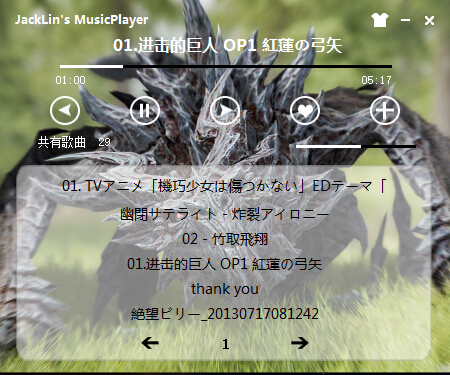 JackLin's MusicPlayer
01.进击的巨人 OP1 紅蓮の弓矢
01:00 05:17
共有歌曲 29
01. TVアニメ「機巧少女は傷つかない」EDテーマ「
幽閉サテライト - 炸裂アイロニー
02 - 竹取飛翔
01.进击的巨人 OP1 紅蓮の弓矢
thank you
絶望ビリー_20130717081242
1